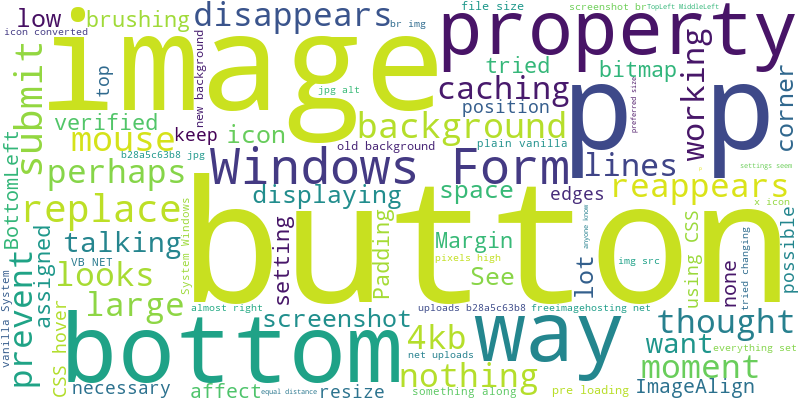 low
icon converted
brushing
disappears
br img
file size
screenshot br
TopLeft MiddleLeft
image
property
top
new background
jpg alt
caching
tried
bitmap
working
preferred size
corner
submit
verified
mouse
keep
icon
background
position
plain vanilla
p p
b28a5c63b8 jpg
old background
settings seem
perhaps
Windows Form
lines
BottomLeft
replace
displaying
space
edges
reappears
x icon
button
System Windows
talking
VB NET
setting
Padding
Margin
pixels high
See
lot
anyone know
img src
using CSS
none
tried changing
possible
prevent
assigned
looks
large
vanilla System
CSS hover
almost right
uploads b28a5c63b8
freeimagehosting net
bottom
screenshot
4kb
net uploads
way
thought
want
everything set
moment
nothing
necessary
affect
equal distance
resize
something along
pre loading
ImageAlign